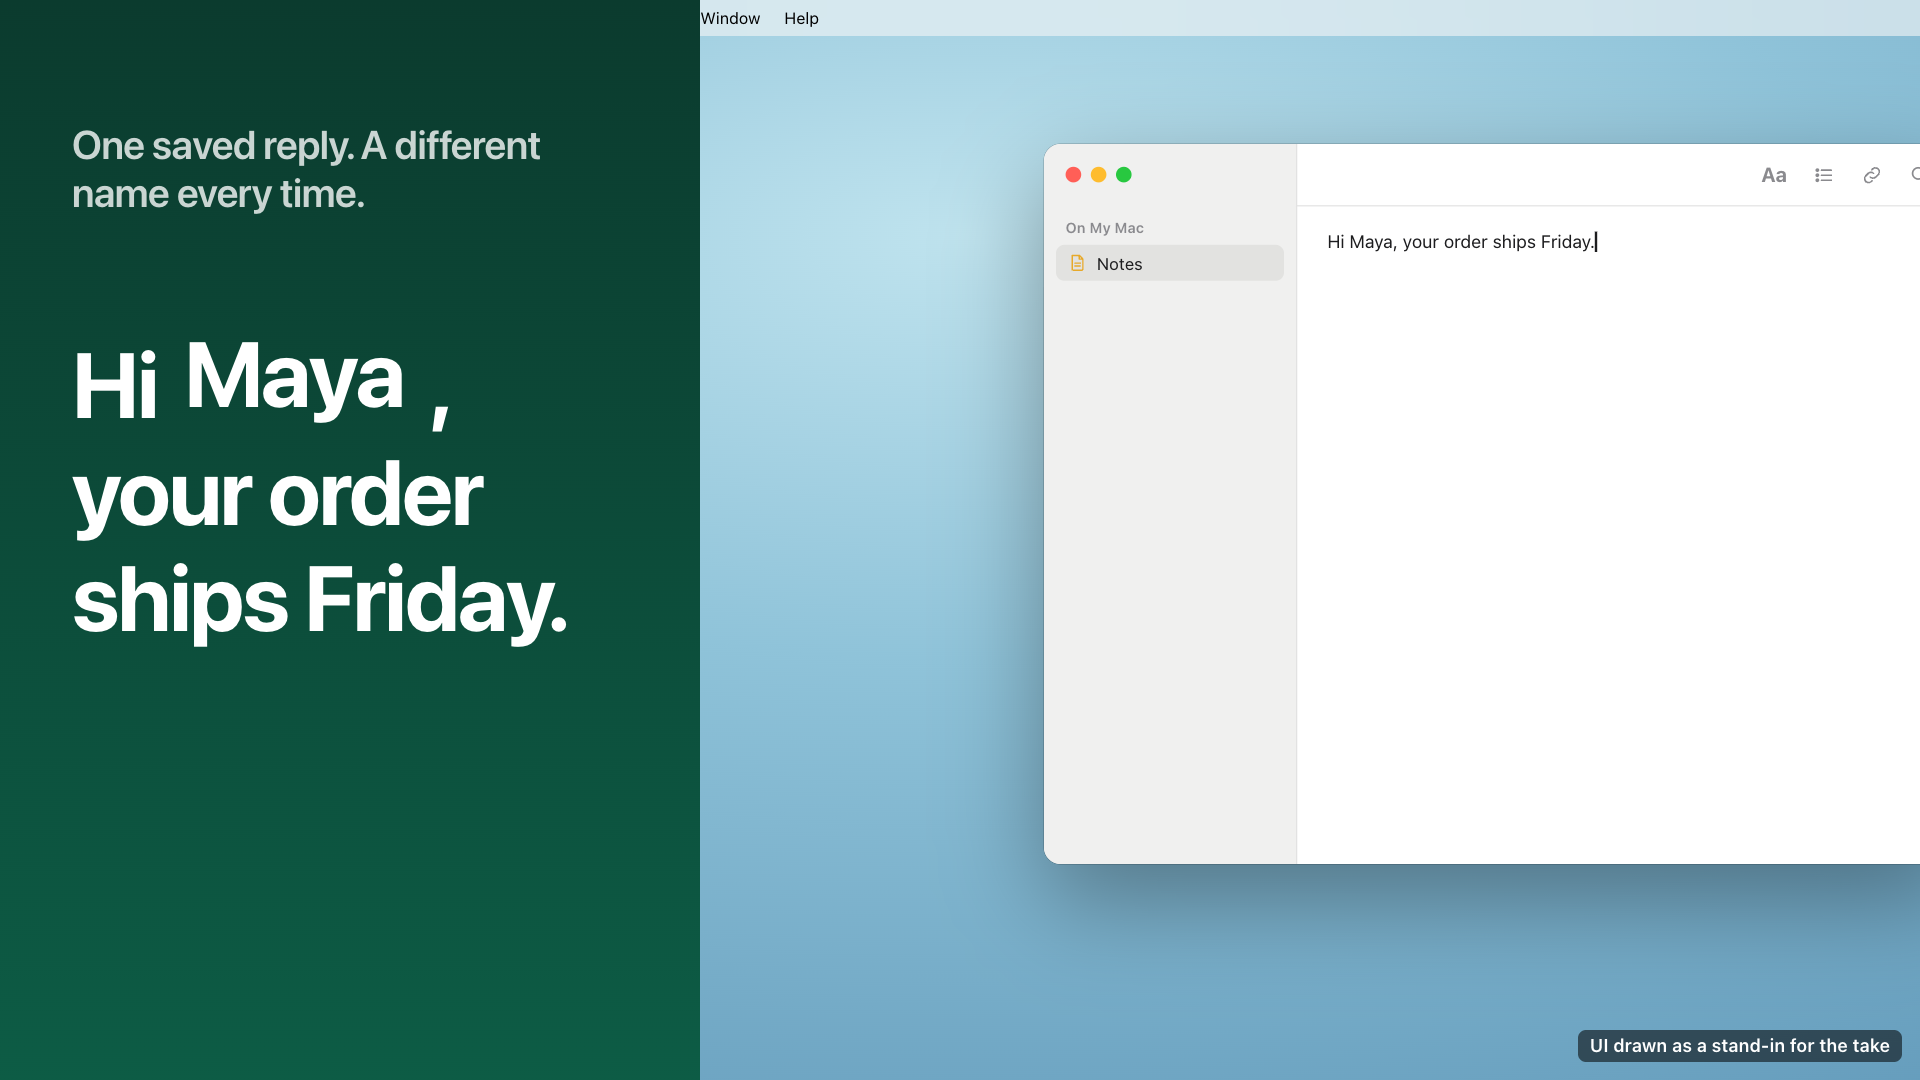 Window Help
One saved reply. A different
name every time.
Hi Maya ,
your order
ships Friday.
Aa
On My Mac
Notes
Hi Maya, your order ships Friday.
UI drawn as a stand-in for the take